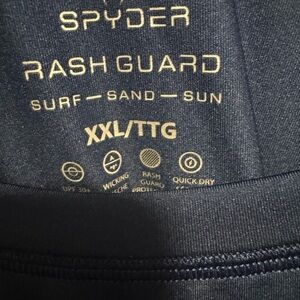 SPYDER
RASH GUARD
SURF — SAND — SUN
XXL/TTG
UPF 50+
WICKING
RASH
GUARD
QUICK DRY